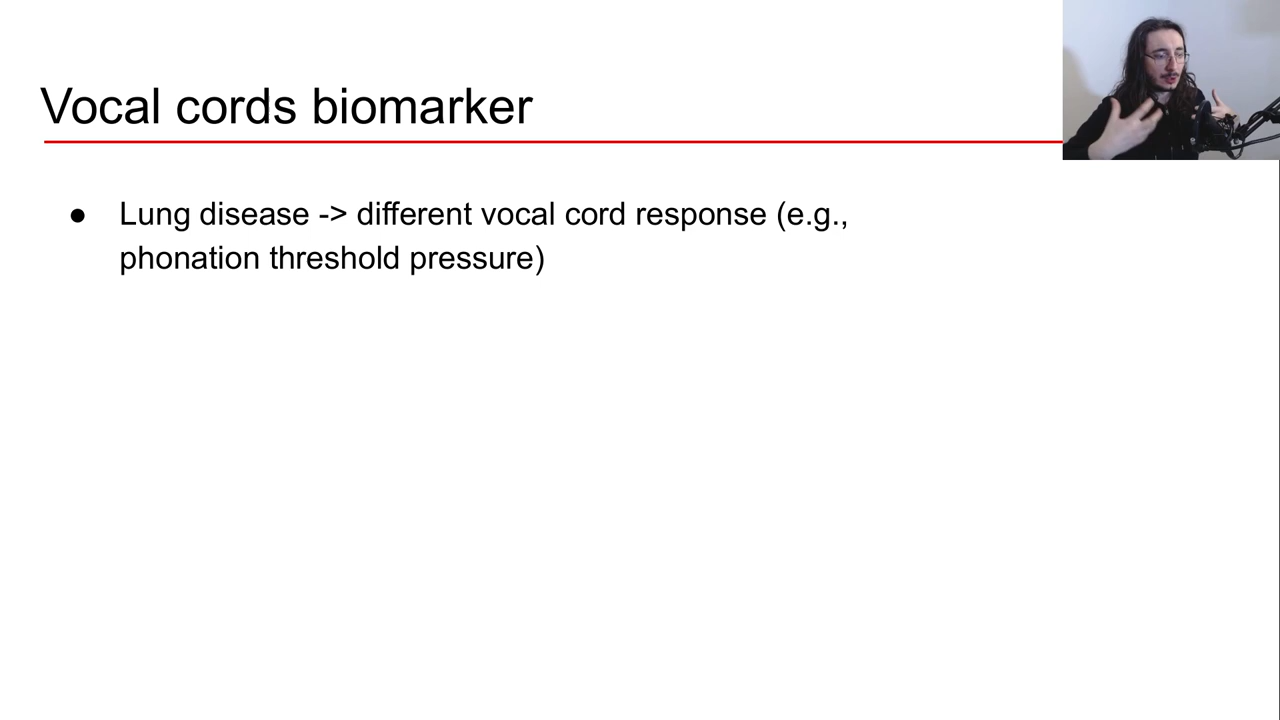 Vocal cords biomarker
● Lung disease -> different vocal cord response (e.g.,
phonation threshold pressure)